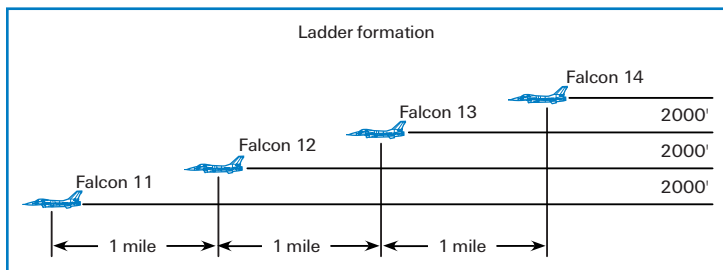 Ladder formation
Falcon 14
2000'
Falcon 13
2000'
Falcon 12
2000'
Falcon 11
1 mile 1 mile 1 mile